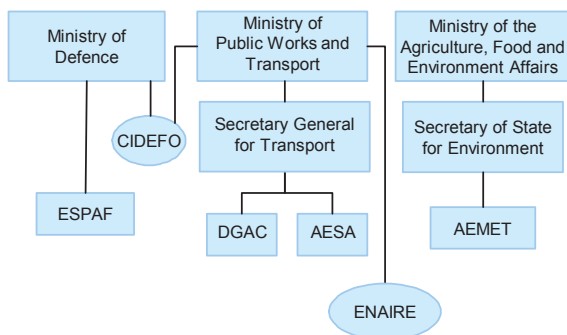 Ministry of
Defence
Ministry of
Public Works and
Transport
Ministry of the
Agriculture, Food and
Environment Affairs
CIDEFO
Secretary General
for Transport
Secretary of State
for Environment
ESPAF
DGAC
AESA
AEMET
ENAIRE